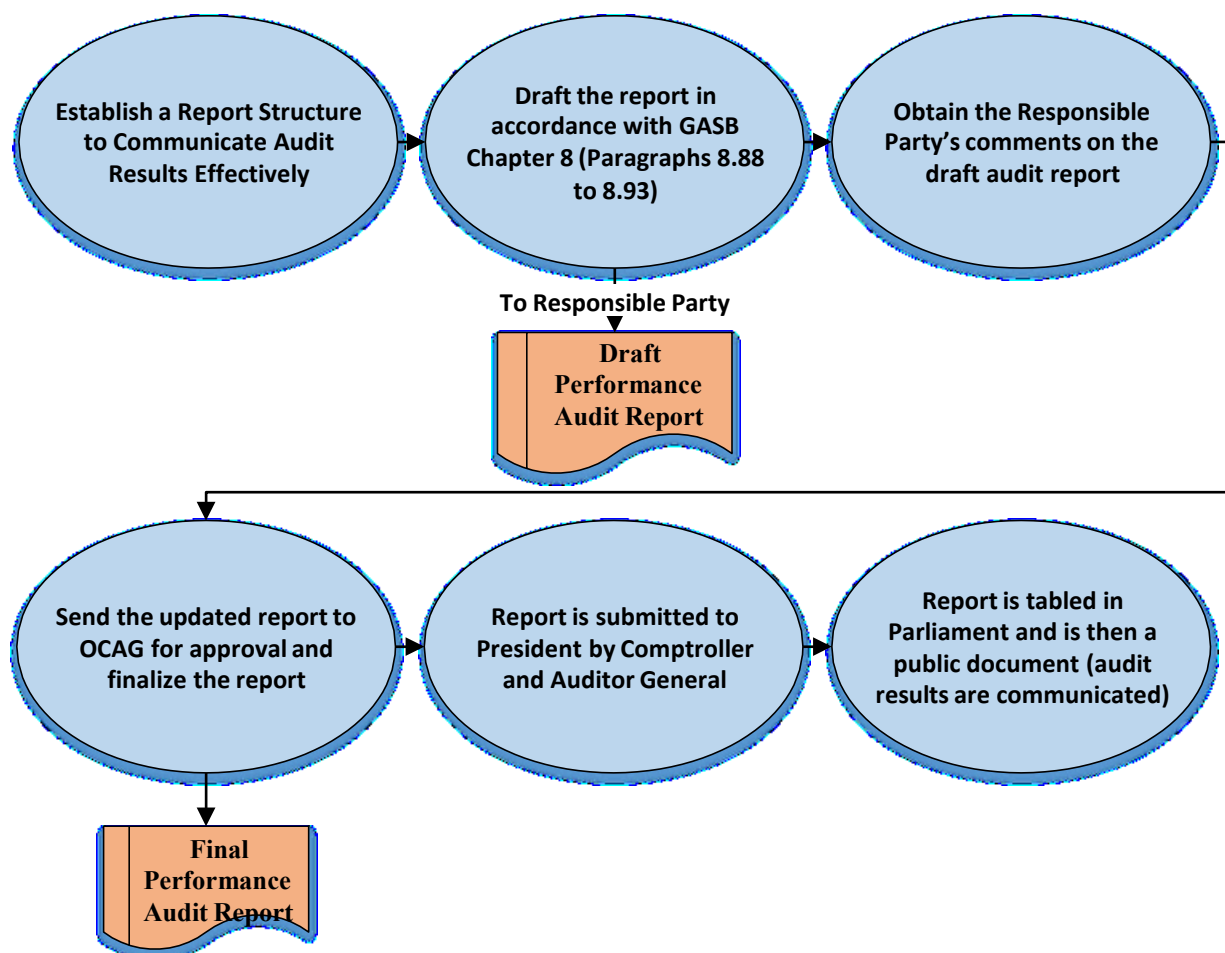 Establish a Report Structure
to Communicate Audit
Results Effectively
Draft the report in
accordance with GASB
Chapter 8 (Paragraphs 8.88
to 8.93)
Obtain the Responsible
Party’s comments on the
draft audit report
To Responsible Party
Draft
Performance
Audit Report
Send the updated report to
OCAG for approval and
finalize the report
Report is submitted to
President by Comptroller
and Auditor General
Report is tabled in
Parliament and is then a
public document (audit
results are communicated)
Final
Performance
Audit Report